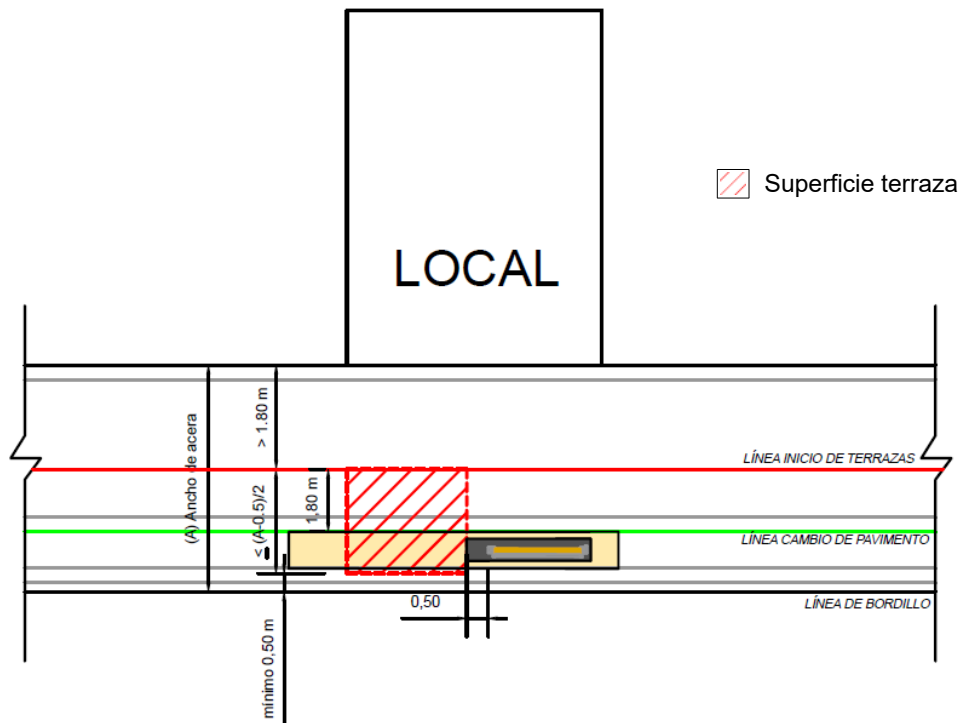 Superficie terraza
LOCAL
(A) Ancho de acera
> 1.80 m
< (A-0.5)/2
1,80 m
LÍNEA INICIO DE TERRAZAS
LÍNEA CAMBIO DE PAVIMENTO
LÍNEA DE BORDILLO
0,50
mínimo 0,50 m